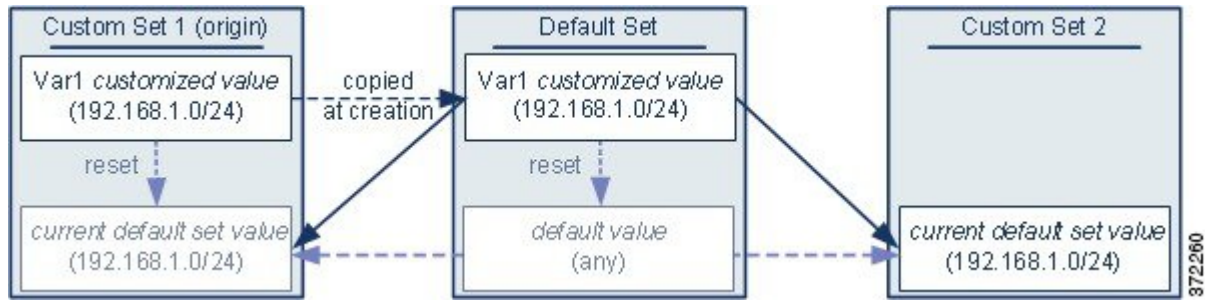 Custom Set 1 (origin)
Var1 customized value
(192.168.1.0/24)
reset
current default set value
(192.168.1.0/24)
copied
at creation
Default Set
Var1 customized value
(192.168.1.0/24)
reset
default value
(any)
Custom Set 2
current default set value
(192.168.1.0/24)
372260